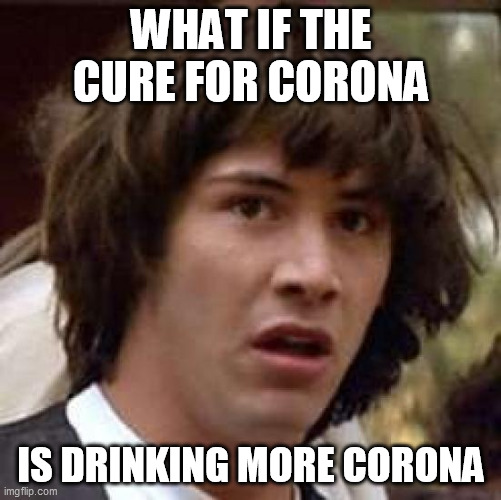 WHAT IF THE
CURE FOR CORONA
IS DRINKING MORE CORONA
imgflip.com